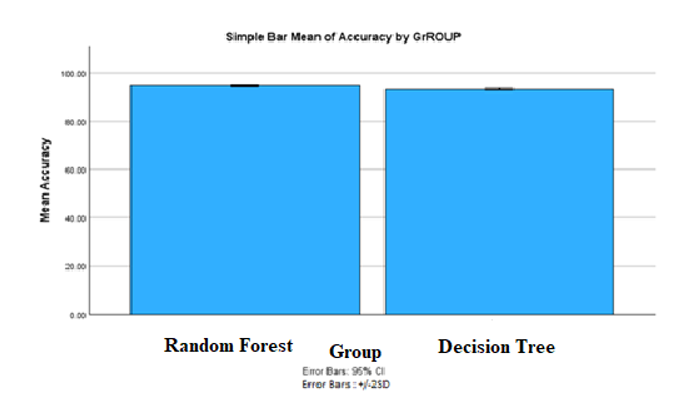 Simple Bar Mean of Accuracy by GrROUP
Mean Accuracy
100.00
80.00
60.00
40.00
20.00
0.00
Random Forest
Decision Tree
Group
Error Bars: 95% CI
Error Bars : +/-2SD